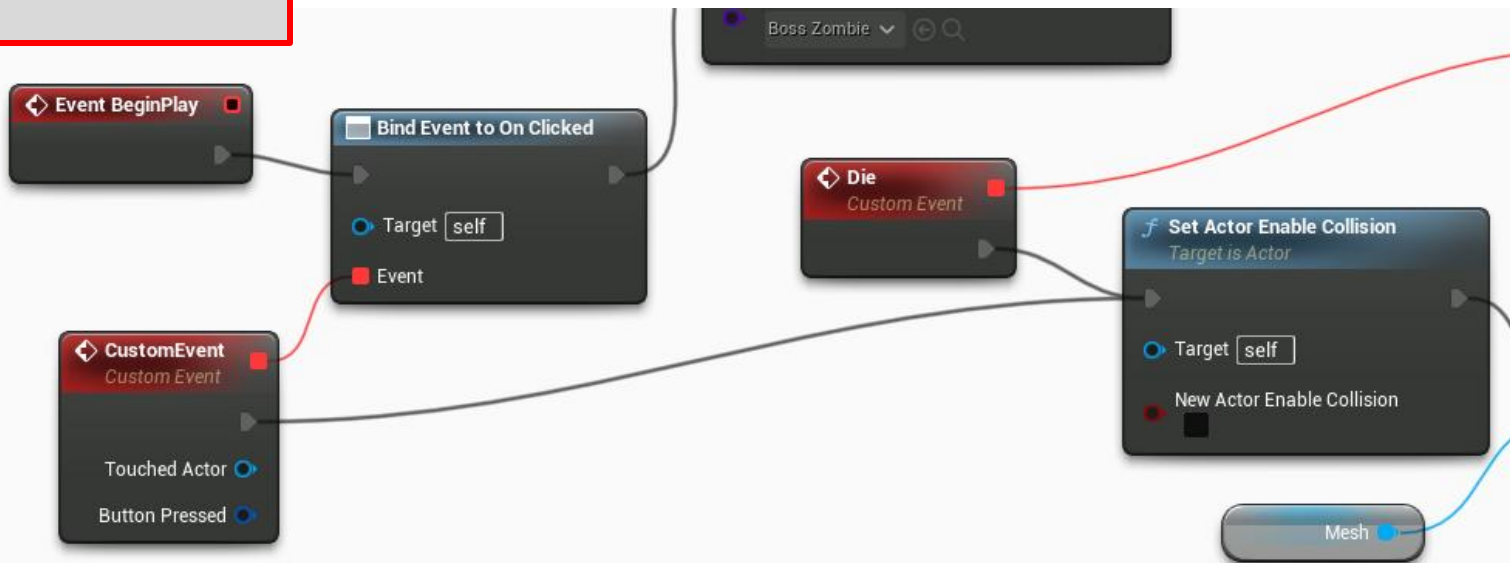 Boss Zombie
Event BeginPlay
Bind Event to On Clicked
Target self
Event
CustomEvent
Custom Event
Touched Actor
Button Pressed
Die
Custom Event
f Set Actor Enable Collision
Target is Actor
Target self
New Actor Enable Collision
Mesh